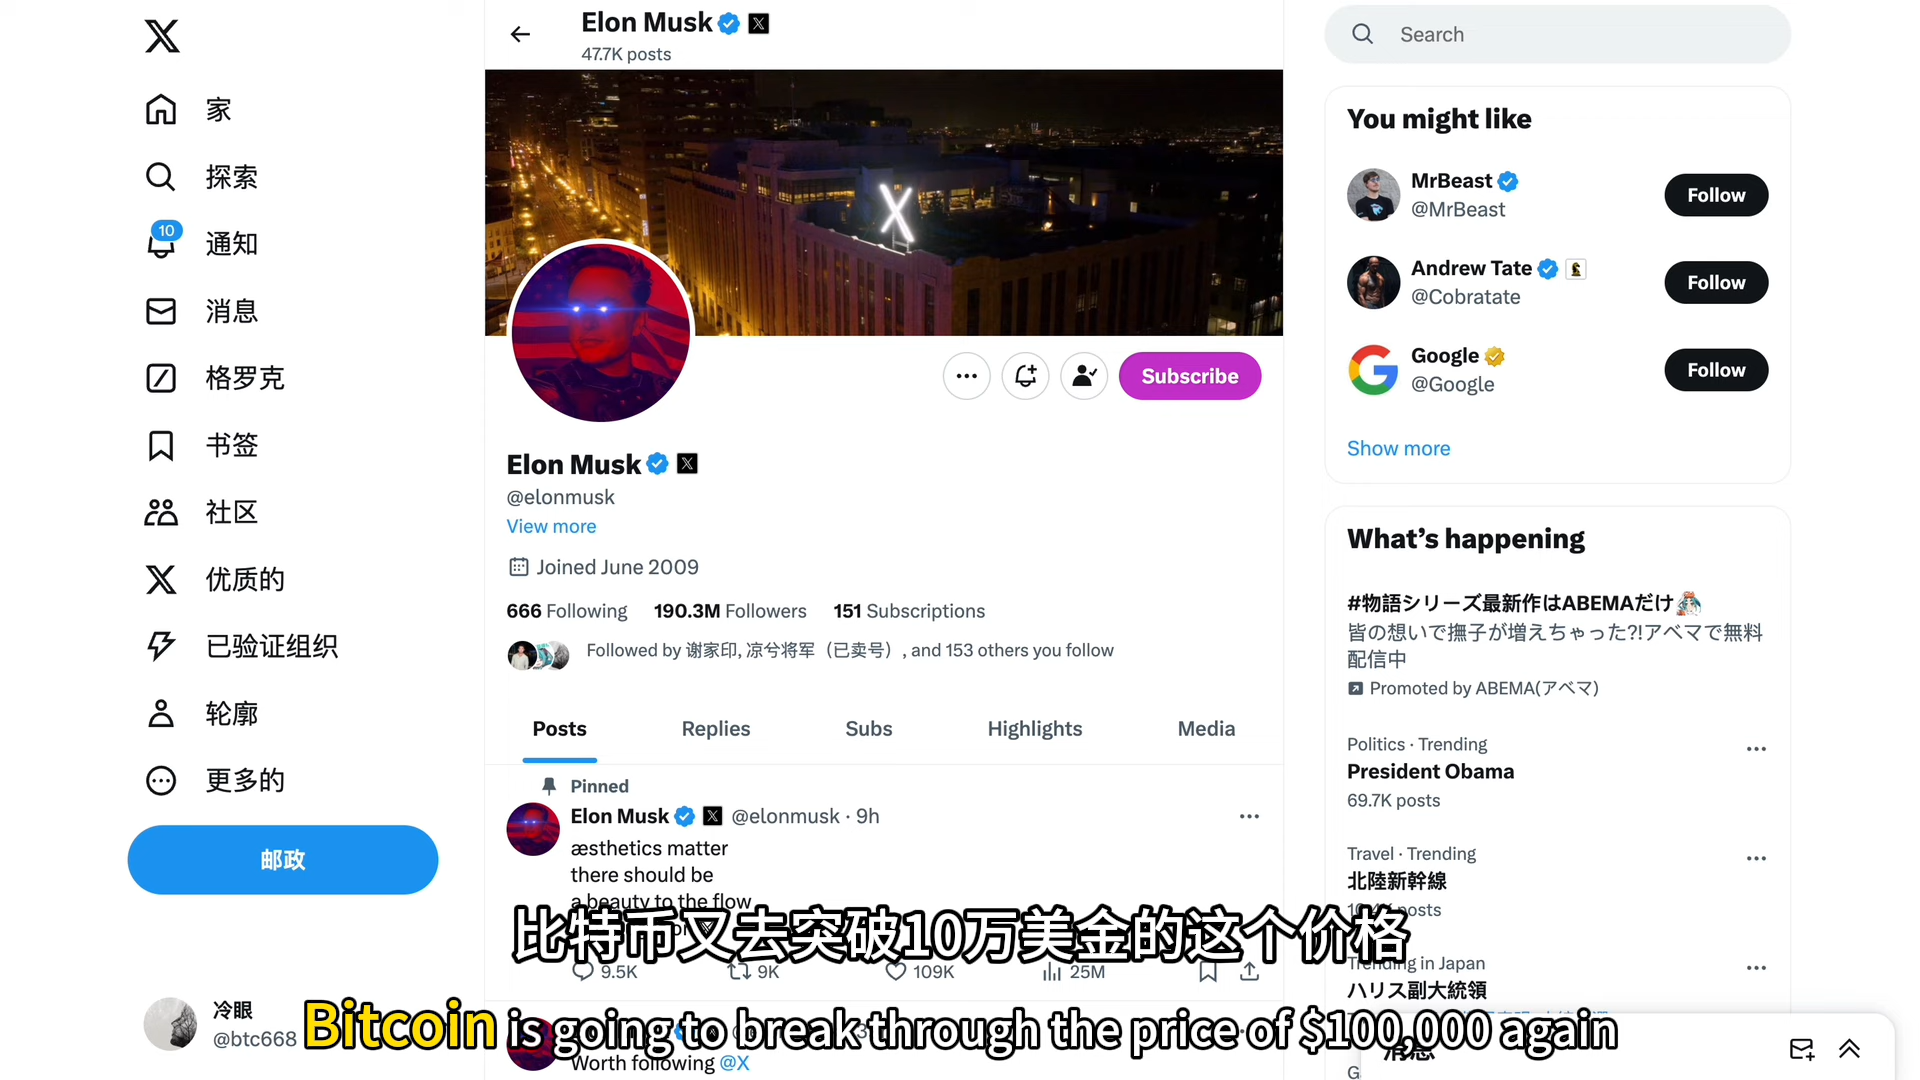 家
探索
10
通知
消息
格罗克
书签
社区
优质的
已验证组织
轮廓
更多的
邮政
冷眼
@btc668
Elon Musk
47.7K posts
Subscribe
Elon Musk
@elonmusk
View more
Joined June 2009
666 Following 190.3M Followers 151 Subscriptions
Followed by 谢家印, 凉兮将军（已卖号）, and 153 others you follow
Posts Replies Subs Highlights Media
Pinned
Elon Musk @elonmusk · 9h
æsthetics matter
there should be
a beauty to the flow
9.5K 9K 109K 25M
Worth following @X
比特币又去突破10万美金的这个价格
Bitcoin is going to break through the price of $100,000 again
Search
You might like
MrBeast
@MrBeast
Follow
Andrew Tate
@Cobratate
Follow
Google
@Google
Follow
Show more
What's happening
#物語シリーズ最新作はABEMAだけ
皆の想いで撫子が増えちゃった?!アベマで無料
配信中
Promoted by ABEMA(アベマ)
Politics · Trending
President Obama
69.7K posts
Travel · Trending
北陸新幹線
posts
Trending in Japan
ハリス副大統領
消息